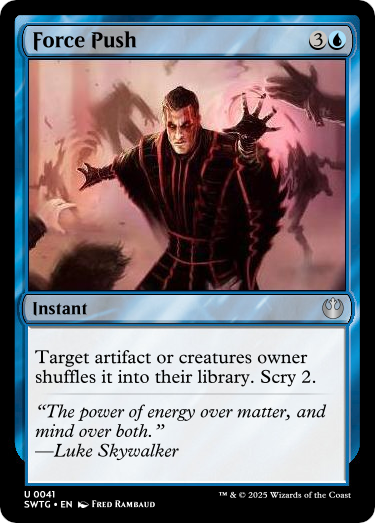 Force Push 3
Instant
Target artifact or creatures owner
shuffles it into their library. Scry 2.
“The power of energy over matter, and
mind over both.”
—Luke Skywalker
U 0041
SWTG • EN Fred Rambaud
™ & © 2025 Wizards of the Coast